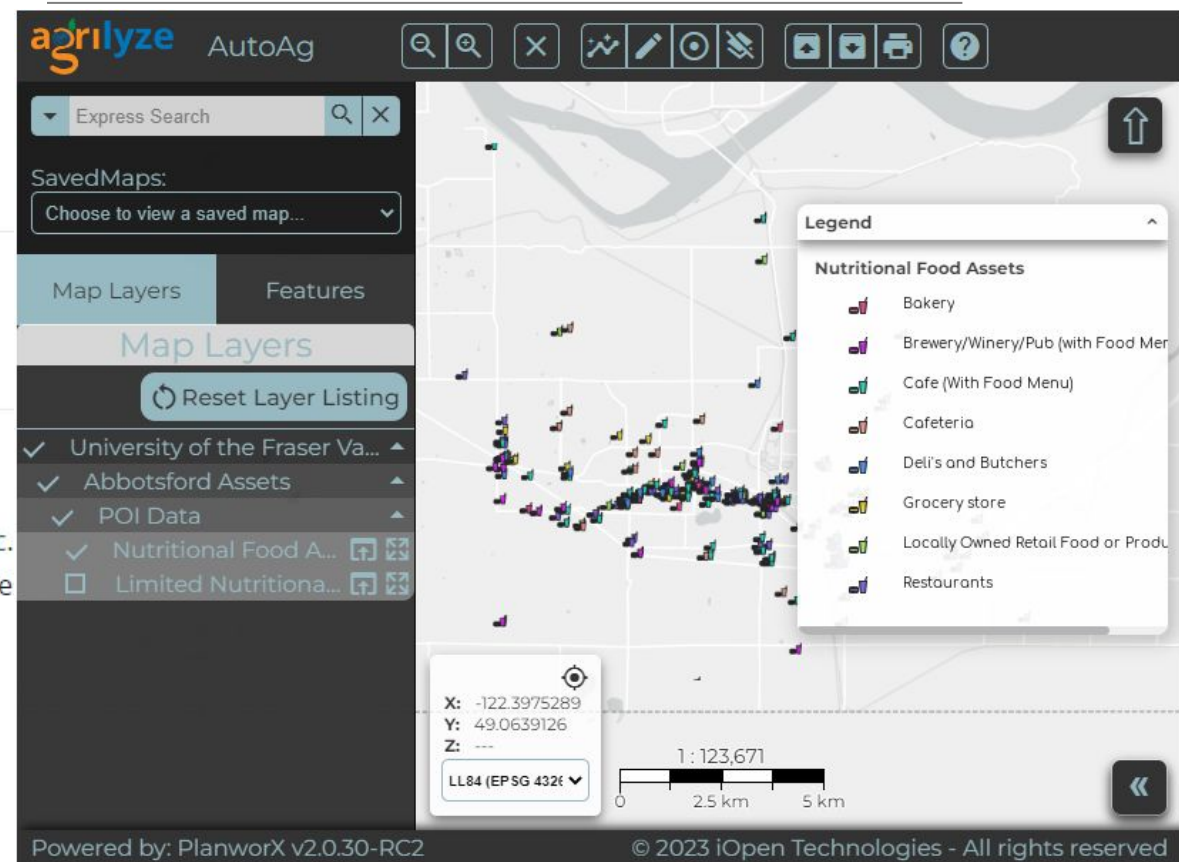 agrilyze AutoAg
Express Search
SavedMaps:
Choose to view a saved map...
Map Layers Features
Map Layers
Reset Layer Listing
University of the Fraser Va...
Abbotsford Assets
POI Data
Nutritional Food A...
Limited Nutritiona...
Legend
Nutritional Food Assets
Bakery
Brewery/Winery/Pub (with Food Mer
Cafe (With Food Menu)
Cafeteria
Deli's and Butchers
Grocery store
Locally Owned Retail Food or Produ
Restaurants
X: -122.3975289
Y: 49.0639126
Z: ---
LL84 (EPSG 4326
1 : 123,671
0 2.5 km 5 km
Powered by: PlanworX v2.0.30-RC2 © 2023 iOpen Technologies - All rights reserved